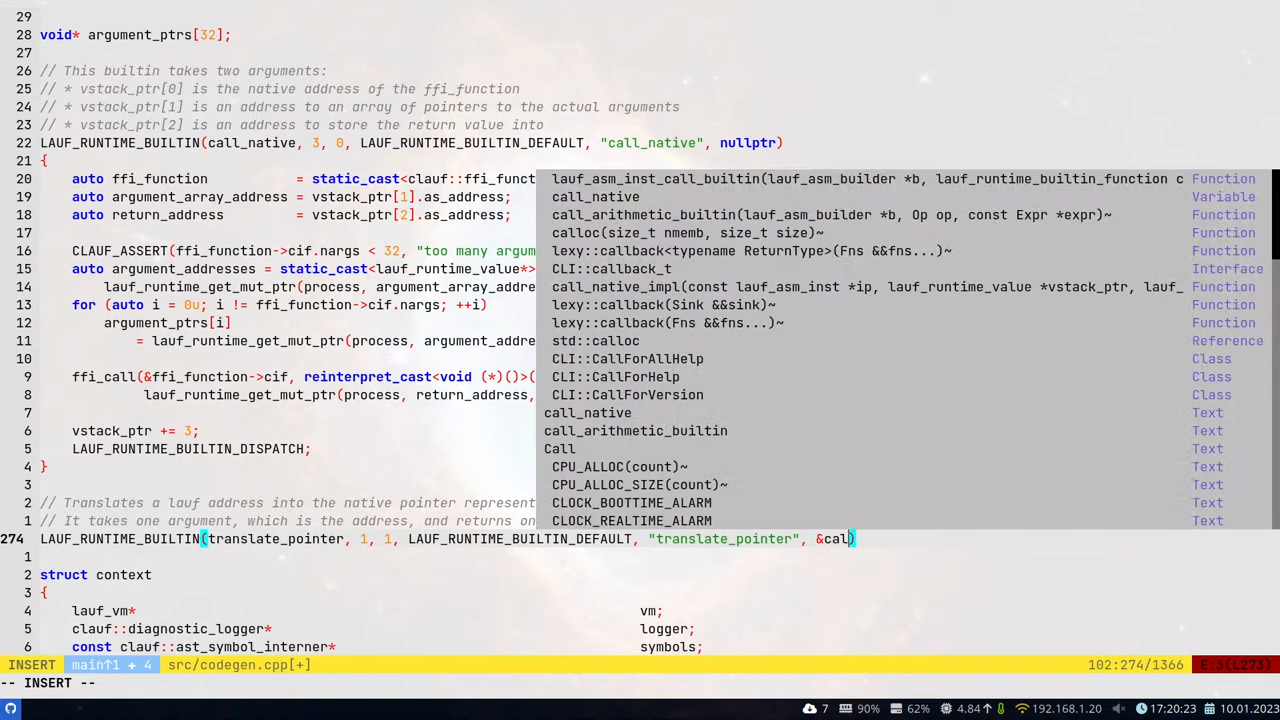 29
28 void* argument_ptrs[32];
27
26 // This builtin takes two arguments:
25 // * vstack_ptr[0] is the native address of the ffi_function
24 // * vstack_ptr[1] is an address to an array of pointers to the actual arguments
23 // * vstack_ptr[2] is an address to store the return value into
22 LAUF_RUNTIME_BUILTIN(call_native, 3, 0, LAUF_RUNTIME_BUILTIN_DEFAULT, "call_native", nullptr)
21 {
20 auto ffi_function = static_cast<clauf::ffi_funct lauf_asm_inst_call_builtin(lauf_asm_builder *b, lauf_runtime_builtin_function c Function
19 auto argument_array_address = vstack_ptr[1].as_address; call_native Variable
18 auto return_address = vstack_ptr[2].as_address; call_arithmetic_builtin(lauf_asm_builder *b, Op op, const Expr *expr)~ Function
17 calloc(size_t nmemb, size_t size)~ Function
16 CLAUF_ASSERT(ffi_function->cif.nargs < 32, "too many argum lexy::callback<typename ReturnType>(Fns &&fns...)~ Function
15 auto argument_addresses = static_cast<lauf_runtime_value*> CLI::callback_t Interface
14 lauf_runtime_get_mut_ptr(process, argument_array_addre call_native_impl(const lauf_asm_inst *ip, lauf_runtime_value *vstack_ptr, lauf_ Function
13 for (auto i = 0u; i != ffi_function->cif.nargs; ++i) lexy::callback(Sink &&sink)~ Function
12 argument_ptrs[i] lexy::callback(Fns &&fns...)~ Function
11 = lauf_runtime_get_mut_ptr(process, argument_addre std::calloc Reference
10 CLI::CallForAllHelp Class
9 ffi_call(&ffi_function->cif, reinterpret_cast<void (*)()>( CLI::CallForHelp Class
8 lauf_runtime_get_mut_ptr(process, return_address, CLI::CallForVersion Class
7 call_native Text
6 vstack_ptr += 3; call_arithmetic_builtin Text
5 LAUF_RUNTIME_BUILTIN_DISPATCH; Call Text
4 } CPU_ALLOC(count)~ Text
3 CPU_ALLOC_SIZE(count)~ Text
2 // Translates a lauf address into the native pointer represent CLOCK_BOOTTIME_ALARM Text
1 // It takes one argument, which is the address, and returns on CLOCK_REALTIME_ALARM Text
274 LAUF_RUNTIME_BUILTIN(translate_pointer, 1, 1, LAUF_RUNTIME_BUILTIN_DEFAULT, "translate_pointer", &cal)
1
2 struct context
3 {
4 lauf_vm* vm;
5 clauf::diagnostic_logger* logger;
6 const clauf::ast_symbol_interner* symbols;
INSERT main↑1 + 4 src/codegen.cpp[+] 102:274/1366 E:3(L273)
-- INSERT --
7 90% 62% 4.84 192.168.1.20 17:20:23 10.01.2023